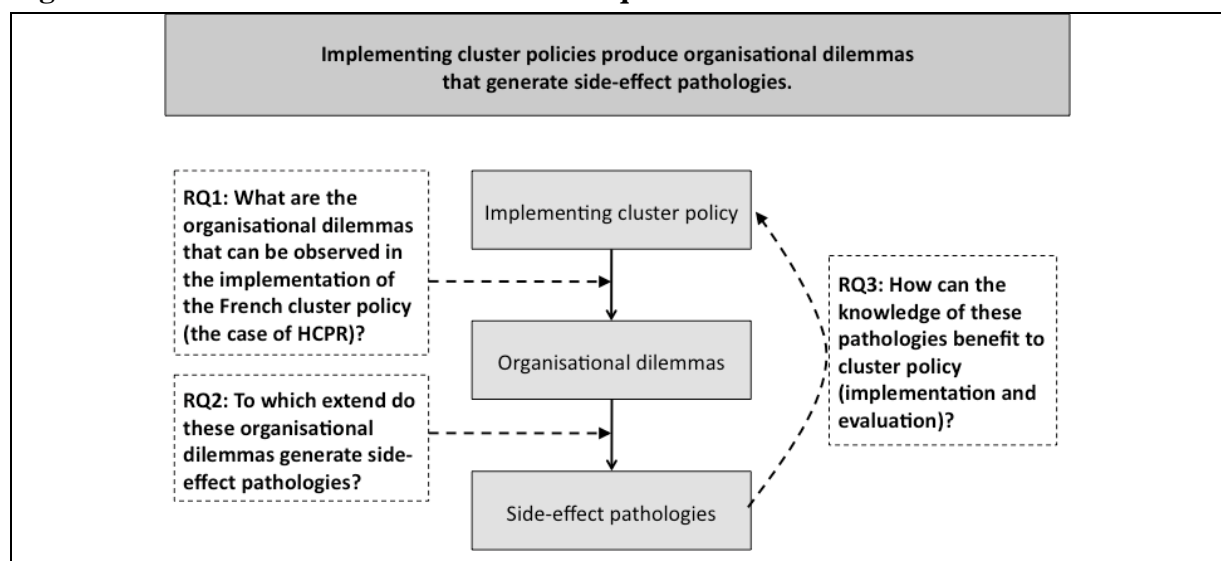 Implementing cluster policies produce organisational dilemmas
that generate side-effect pathologies.
RQ1: What are the
organisational dilemmas
that can be observed in
the implementation of
the French cluster policy
(the case of HCPR)?
Implementing cluster policy
RQ3: How can the
knowledge of these
pathologies benefit to
cluster policy
(implementation and
evaluation)?
Organisational dilemmas
RQ2: To which extend do
these organisational
dilemmas generate side-
effect pathologies?
Side-effect pathologies